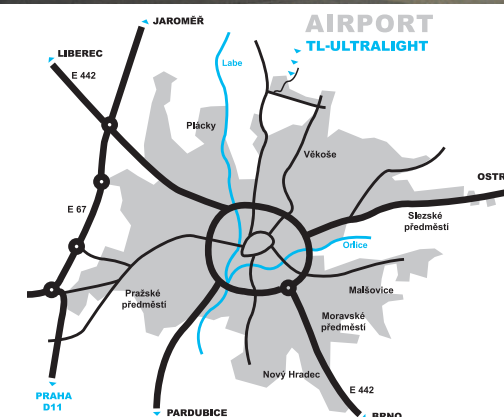 AIRPORT
JAROMĚŘ
TL-ULTRALIGHT
LIBEREC
Labe
E 442
Plácky
Věkoše
OSTR
E 67
Slezské
předměstí
Orlice
Malšovice
Pražské
předměstí
Moravské
předměstí
Nový Hradec
E 442
PRAHA
D11
PARDUBICE
BRNO